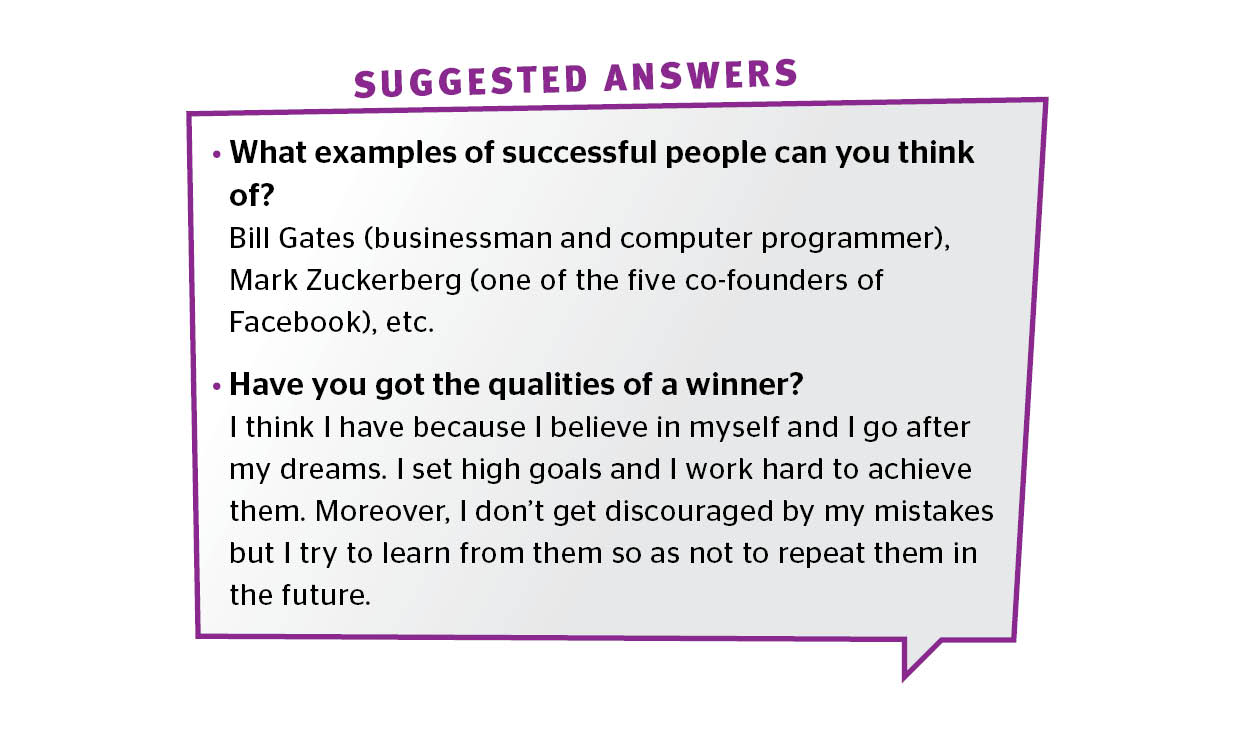 SUGGESTED ANSWERS
• What examples of successful people can you think
of?
Bill Gates (businessman and computer programmer),
Mark Zuckerberg (one of the five co-founders of
Facebook), etc.
• Have you got the qualities of a winner?
I think I have because I believe in myself and I go after
my dreams. I set high goals and I work hard to achieve
them. Moreover, I don’t get discouraged by my mistakes
but I try to learn from them so as not to repeat them in
the future.